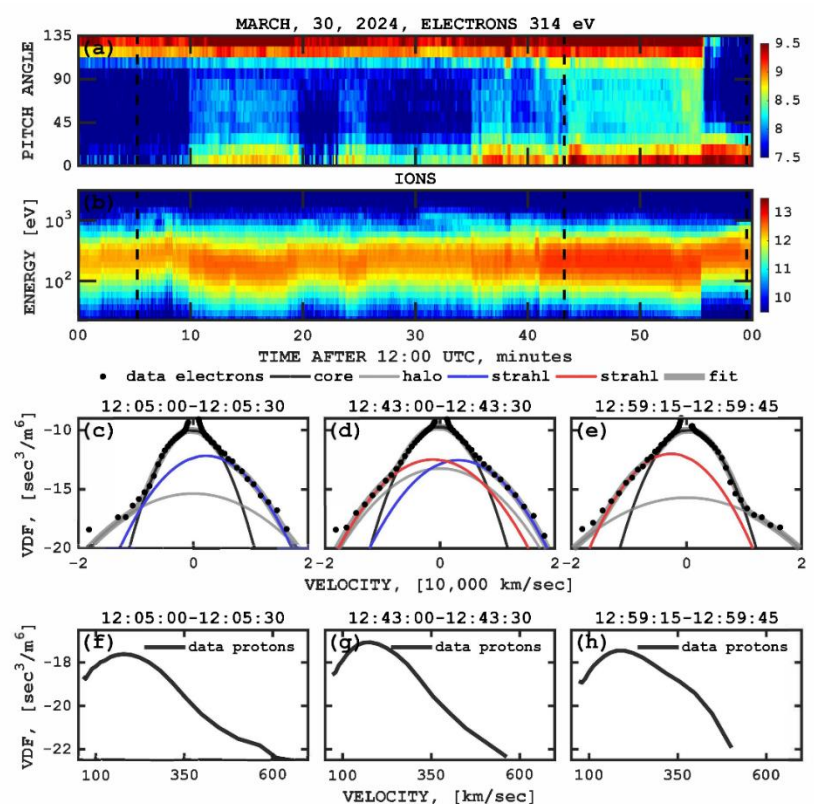 MARCH, 30, 2024, ELECTRONS 314 eV
(a)
PITCH ANGLE
135
90
45
0
9.5
9
8.5
8
7.5
IONS
(b)
ENERGY [eV]
10³
10²
13
12
11
10
00 10 20 30 40 50 00
TIME AFTER 12:00 UTC, minutes
data electrons core halo strahl strahl fit
12:05:00-12:05:30 12:43:00-12:43:30 12:59:15-12:59:45
(c) (d) (e)
VDF, [sec³/m⁶]
-10
-15
-20
-2 0 2 -2 0 2 -2 0 2
VELOCITY, [10,000 km/sec]
12:05:00-12:05:30 12:43:00-12:43:30 12:59:15-12:59:45
(f) data protons (g) data protons (h) data protons
VDF, [sec³/m⁶]
-18
-20
-22
100 350 600 100 350 600 100 350 600
VELOCITY, [km/sec]